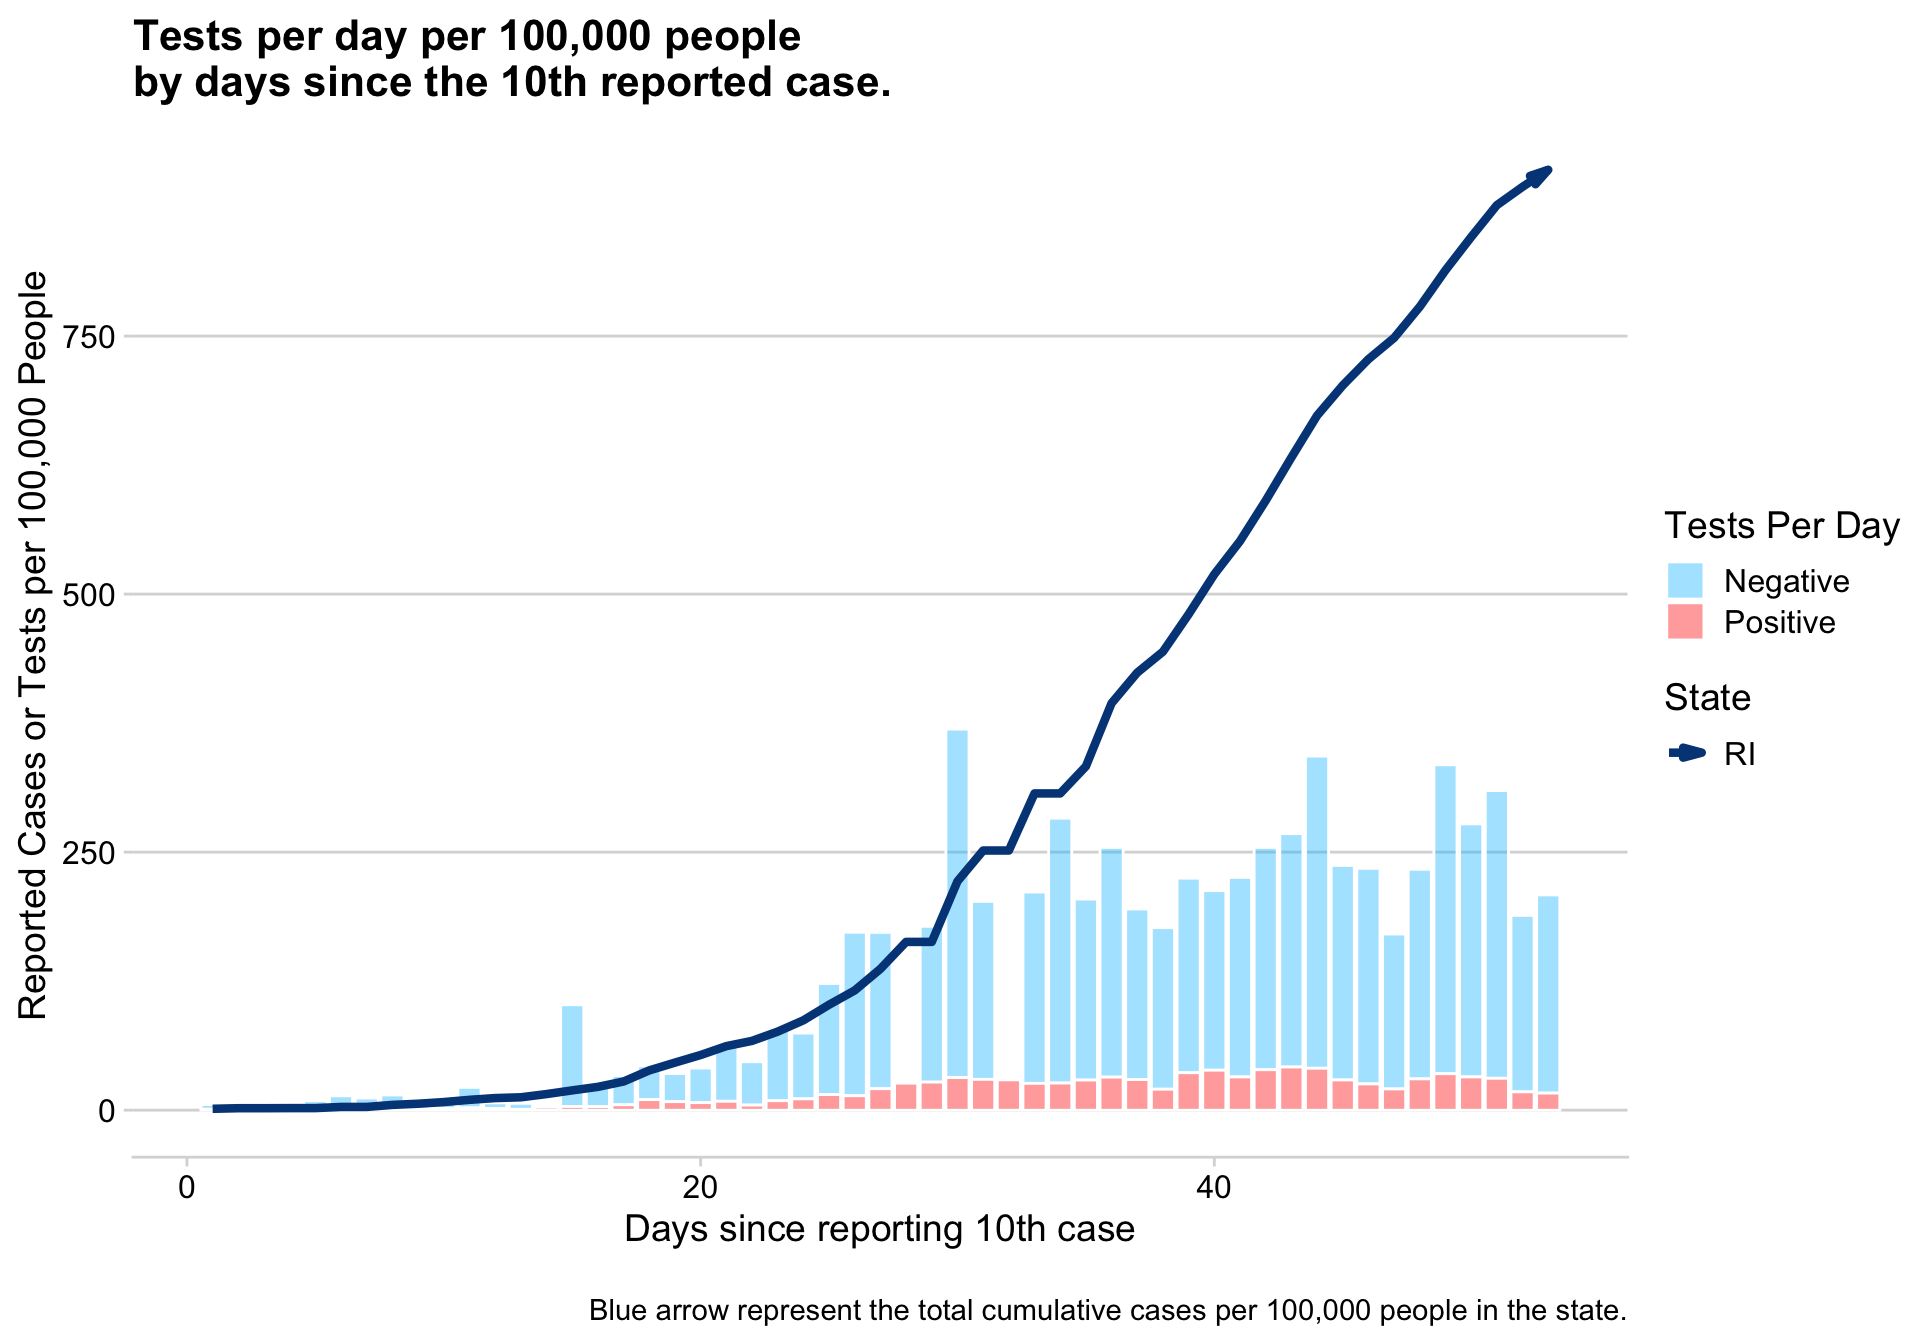 Tests per day per 100,000 people
by days since the 10th reported case.
Reported Cases or Tests per 100,000 People
750
500
250
0
0
20
40
Days since reporting 10th case
Tests Per Day
Negative
Positive
State
RI
Blue arrow represent the total cumulative cases per 100,000 people in the state.